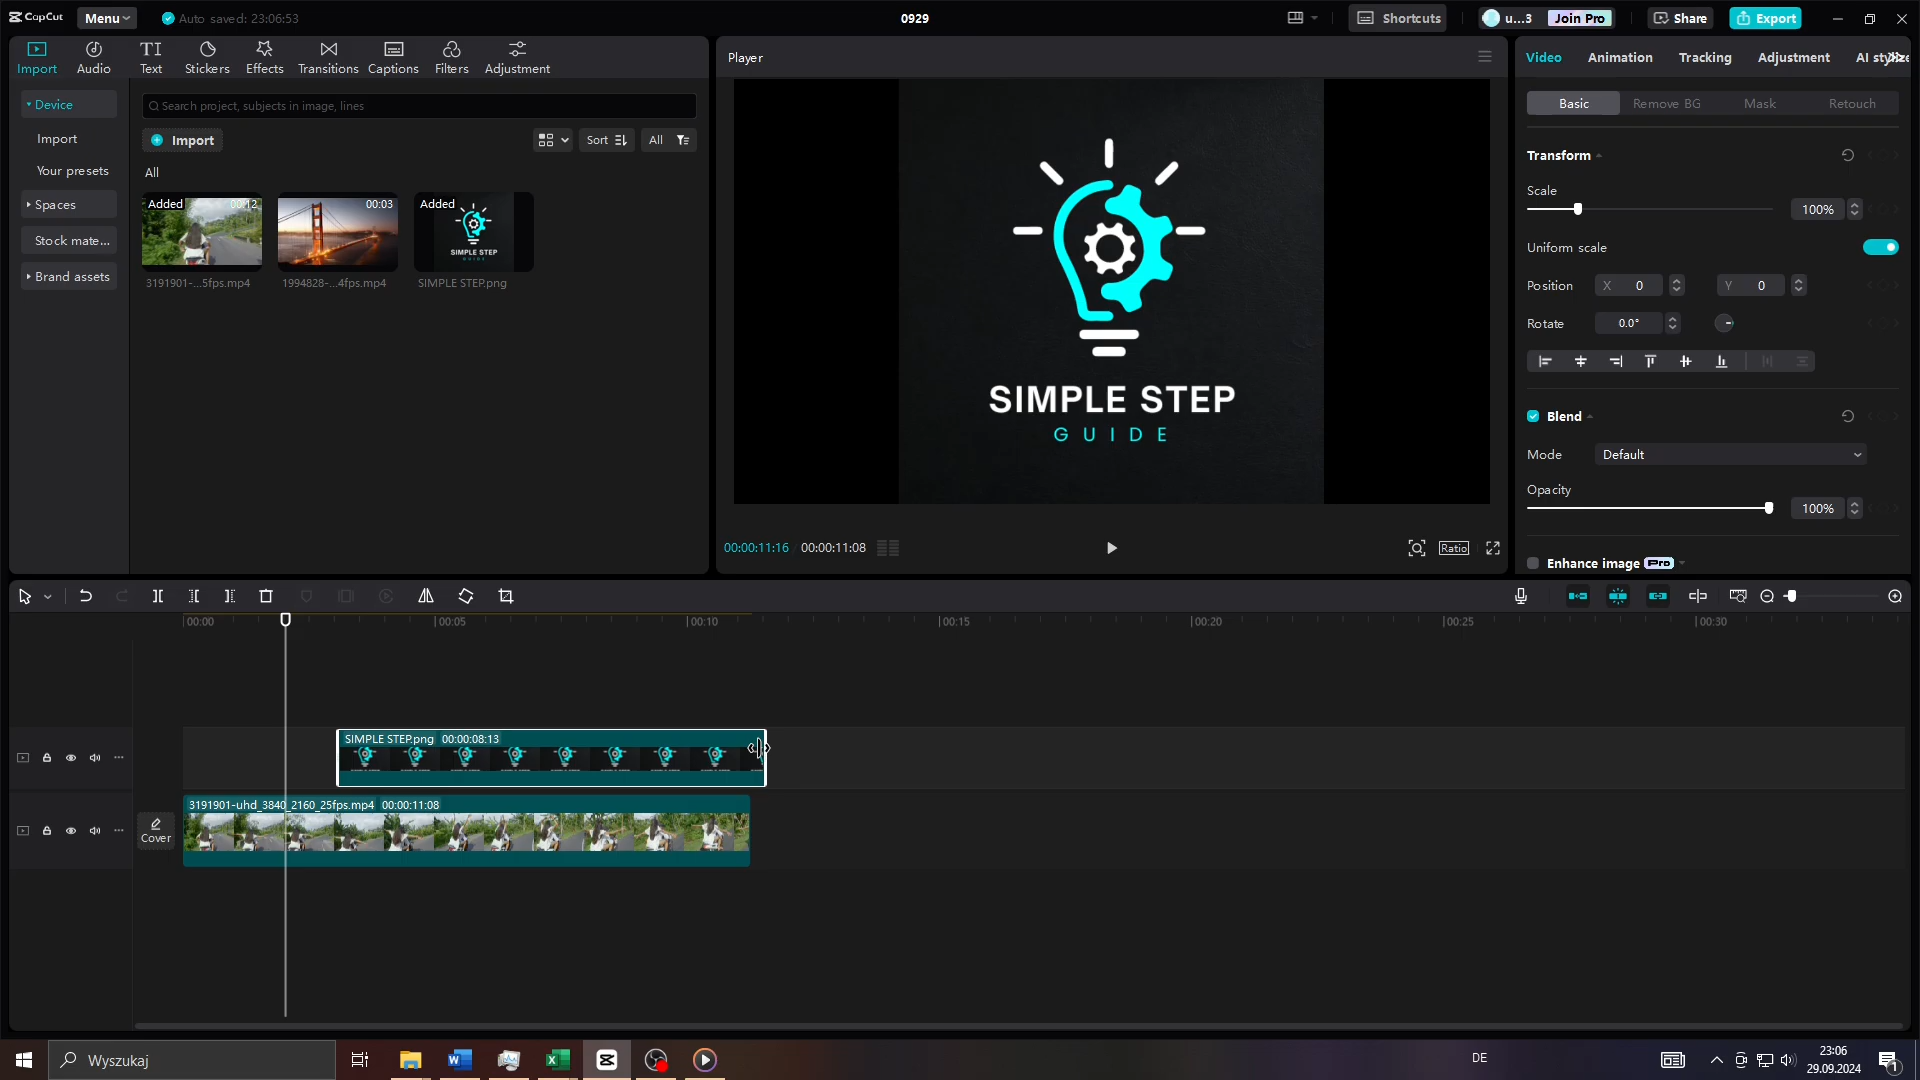 CapCut
Menu
Auto saved: 23:06:53
0929
Shortcuts
u...3
Join Pro
Share
Export
Import
Audio
TI
Text
Stickers
Effects
Transitions
Captions
Filters
Adjustment
Device
Import
Your presets
Spaces
Stock mate...
Brand assets
Search project, subjects in image, lines
Import
Sort
All
All
Added
00:12
00:03
Added
SIMPLE STEP
GUIDE
3191901-...5fps.mp4
1994828-...4fps.mp4
SIMPLE STEP.png
Player
SIMPLE STEP
GUIDE
00:00:11:16
00:00:11:08
Ratio
Video
Animation
Tracking
Adjustment
Basic
Remove BG
Mask
Retouch
Transform
Scale
100%
Uniform scale
Position
X 0
Y 0
Rotate
0.0°
Blend
Mode
Default
Opacity
100%
Enhance image Pro
00:00
00:05
00:10
00:15
00:20
00:25
00:30
SIMPLE STEP.png 00:00:08:13
Cover
3191901-uhd_3840_2160_25fps.mp4 00:00:11:08
Wyszukaj
DE
23:06
29.09.2024
1